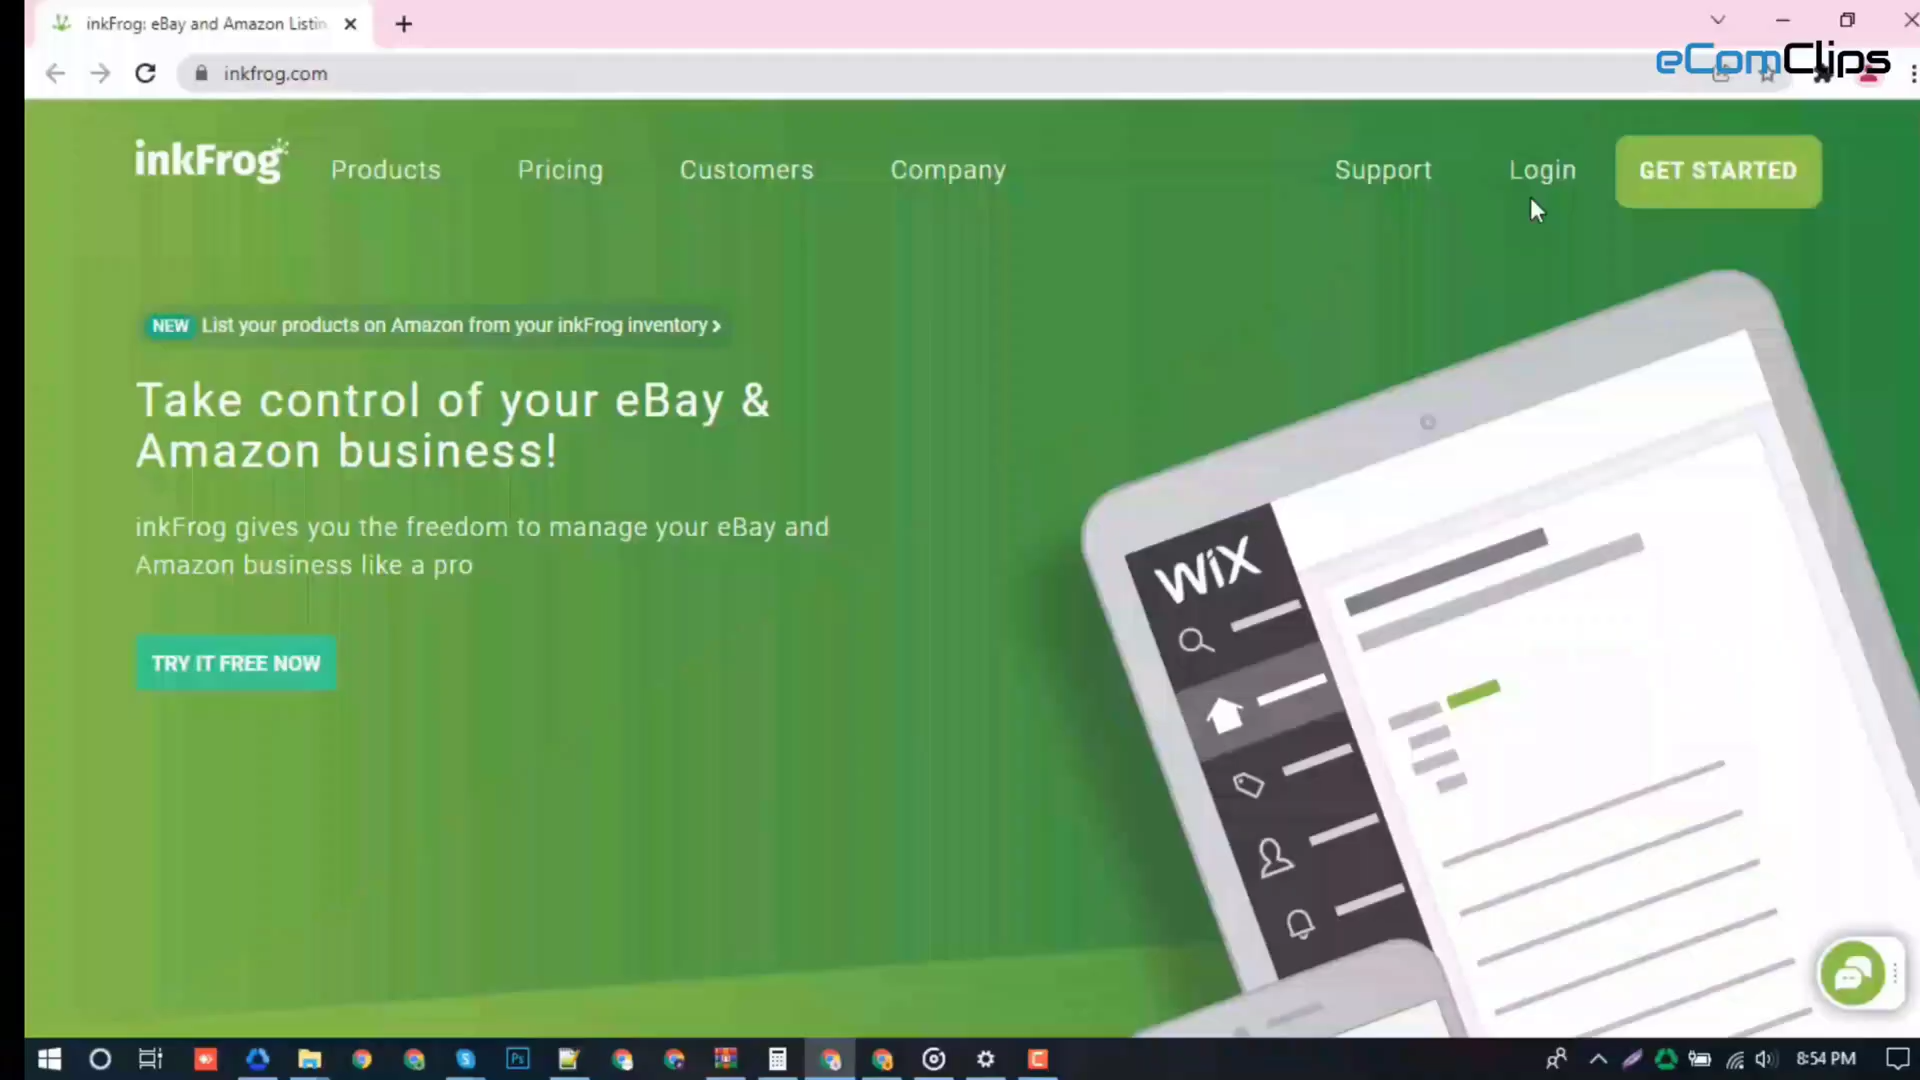 inkFrog: eBay and Amazon Listin
eComClips
inkfrog.com
inkFrog
Products
Pricing
Customers
Company
Support
Login
GET STARTED
NEW List your products on Amazon from your inkFrog inventory
Take control of your eBay &
Amazon business!
inkFrog gives you the freedom to manage your eBay and
Amazon business like a pro
TRY IT FREE NOW
WiX
Ps
8:54 PM